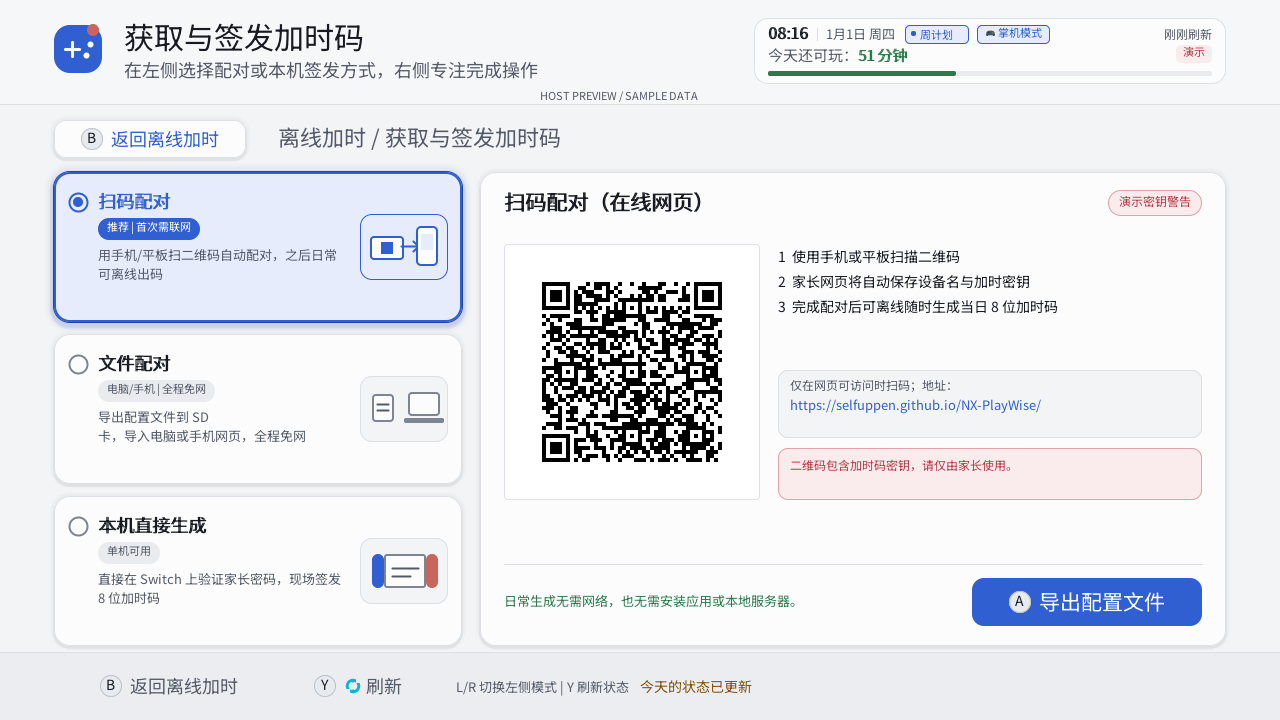 获取与签发加时码
在左侧选择配对或本机签发方式，右侧专注完成操作
08:16 | 1月1日 周四 周计划 掌机模式 刚刚刷新
今天还可玩：51 分钟 演示
HOST PREVIEW / SAMPLE DATA
B 返回离线加时 离线加时 / 获取与签发加时码
扫码配对
推荐 | 首次需联网
用手机/平板扫二维码自动配对，之后日常
可离线出码
文件配对
电脑/手机 | 全程免网
导出配置文件到 SD
卡，导入电脑或手机网页，全程免网
本机直接生成
单机可用
直接在 Switch 上验证家长密码，现场签发
8 位加时码
扫码配对（在线网页） 演示密钥警告
1 使用手机或平板扫描二维码
2 家长网页将自动保存设备名与加时密钥
3 完成配对后可离线随时生成当日 8 位加时码
仅在网页可访问时扫码；地址：
https://selfuppen.github.io/NX-PlayWise/
二维码包含加时码密钥，请仅由家长使用。
日常生成无需网络，也无需安装应用或本地服务器。 A 导出配置文件
B 返回离线加时 Y 刷新 L/R 切换左侧模式 | Y 刷新状态 今天的状态已更新